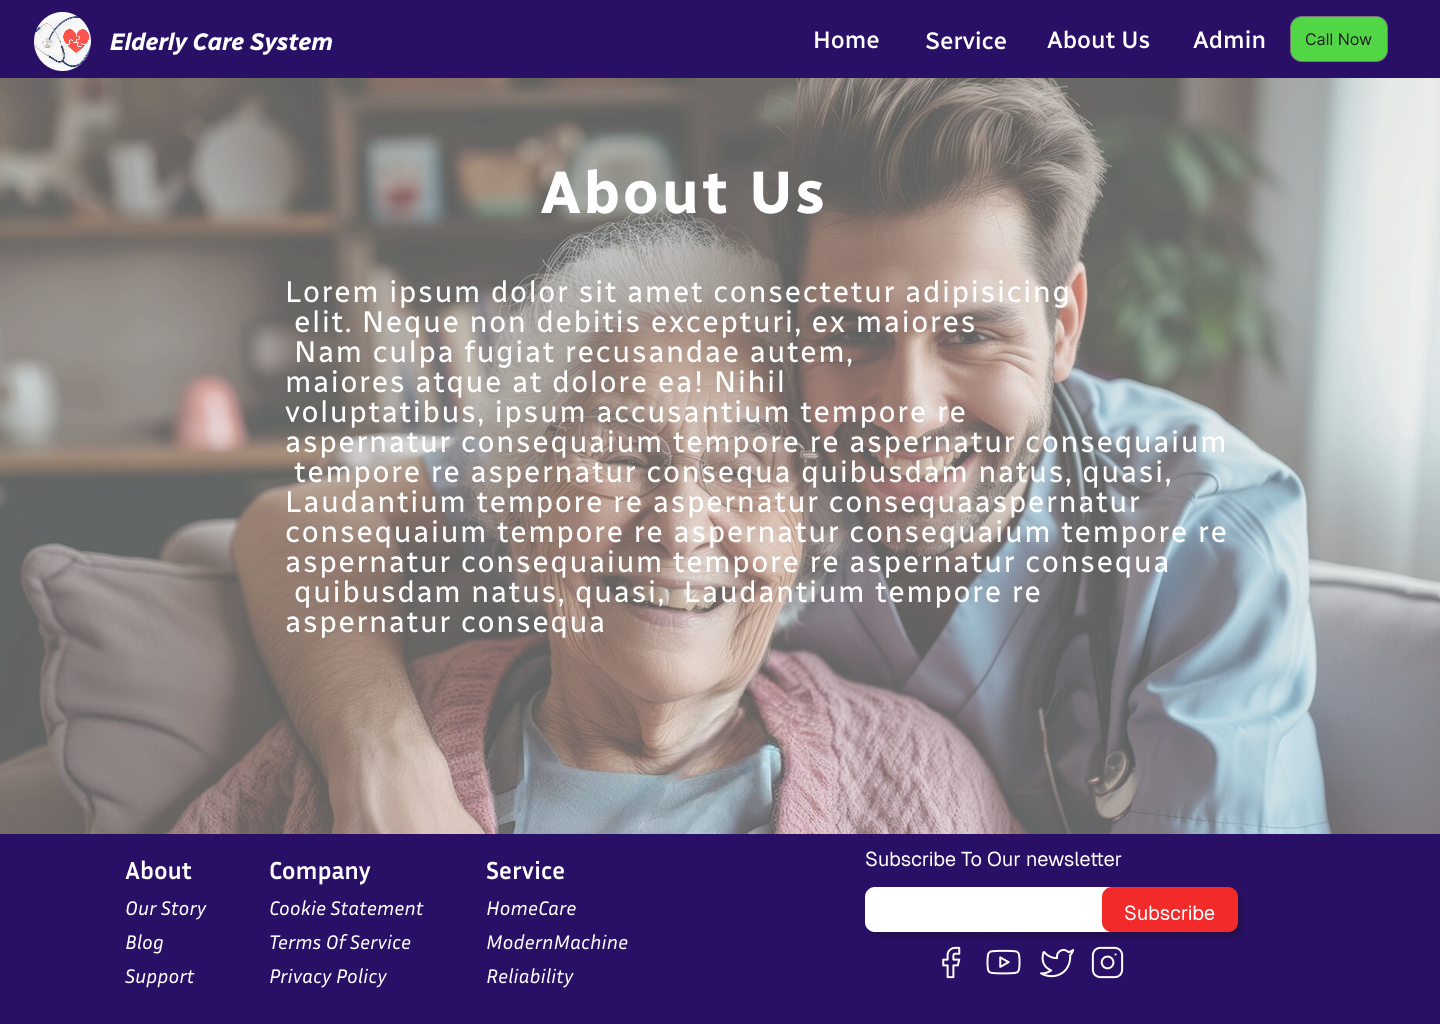 Elderly Care System
Home
Service
About Us
Admin
Call Now
About Us
Lorem ipsum dolor sit amet consectetur adipisicing
elit. Neque non debitis excepturi, ex maiores
Nam culpa fugiat recusandae autem,
maiores atque at dolore ea! Nihil
voluptatibus, ipsum accusantium tempore re
aspernatur consequaium tempore re aspernatur consequaium
tempore re aspernatur consequa quibusdam natus, quasi,
Laudantium tempore re aspernatur consequaaspernatur
consequaium tempore re aspernatur consequaium tempore re
aspernatur consequaium tempore re aspernatur consequa
quibusdam natus, quasi, Laudantium tempore re
aspernatur consequa
About
Our Story
Blog
Support
Company
Cookie Statement
Terms Of Service
Privacy Policy
Service
HomeCare
ModernMachine
Reliability
Subscribe To Our newsletter
Subscribe